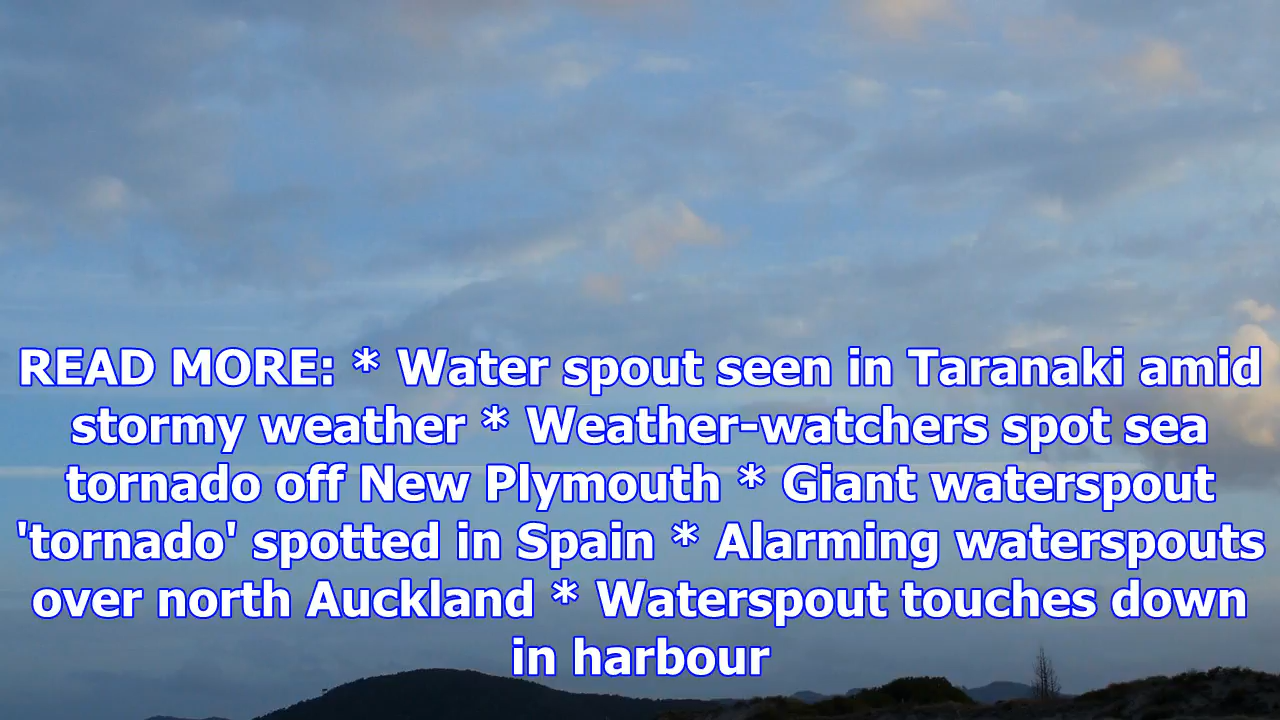 READ MORE: * Water spout seen in Taranaki amid
stormy weather * Weather-watchers spot sea
tornado off New Plymouth * Giant waterspout
'tornado' spotted in Spain * Alarming waterspouts
over north Auckland * Waterspout touches down
in harbour